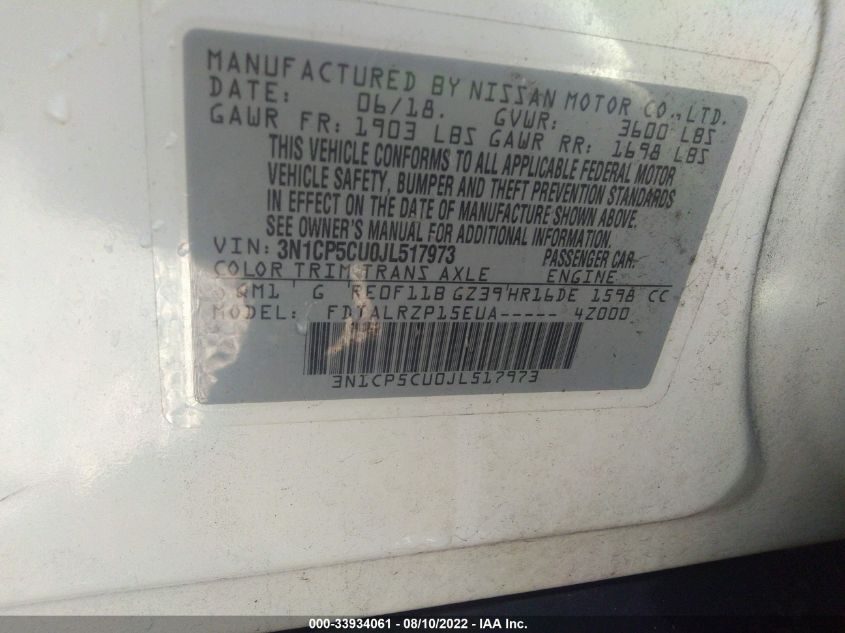 MANUFACTURED BY NISSAN MOTOR CO.,LTD.
DATE: 06/18. GVWR: 3600 LBS
GAWR FR: 1903 LBS GAWR RR: 1698 LBS
THIS VEHICLE CONFORMS TO ALL APPLICABLE FEDERAL MOTOR
VEHICLE SAFETY, BUMPER AND THEFT PREVENTION STANDARDS
IN EFFECT ON THE DATE OF MANUFACTURE SHOWN ABOVE.
SEE OWNER'S MANUAL FOR ADDITIONAL INFORMATION.
VIN: 3N1CP5CU0JL517973 PASSENGER CAR.
COLOR TRIM TRANS AXLE ENGINE
QM1 G RE0F11B GZ39 HR16DE 1598 CC
MODEL: FDTALRZP15EUA----- 4Z000
3N1CP5CU0JL517973
000-33934061 - 08/10/2022 - IAA Inc.